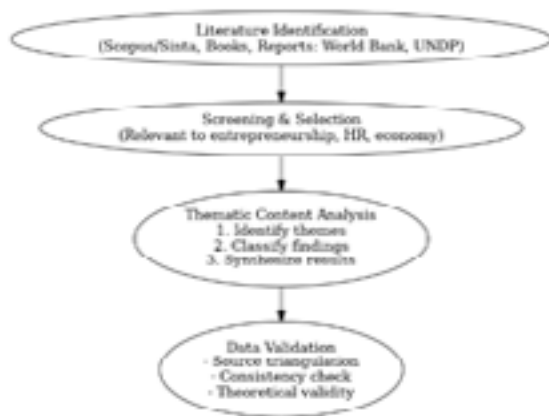 Literature Identification
(Scopus/Sinta, Books, Reports: World Bank, UNDP)
Screening & Selection
(Relevant to entrepreneurship, HR, economy)
Thematic Content Analysis
1. Identify themes
2. Classify findings
3. Synthesize results
Data Validation
- Source triangulation
- Consistency check
- Theoretical validity